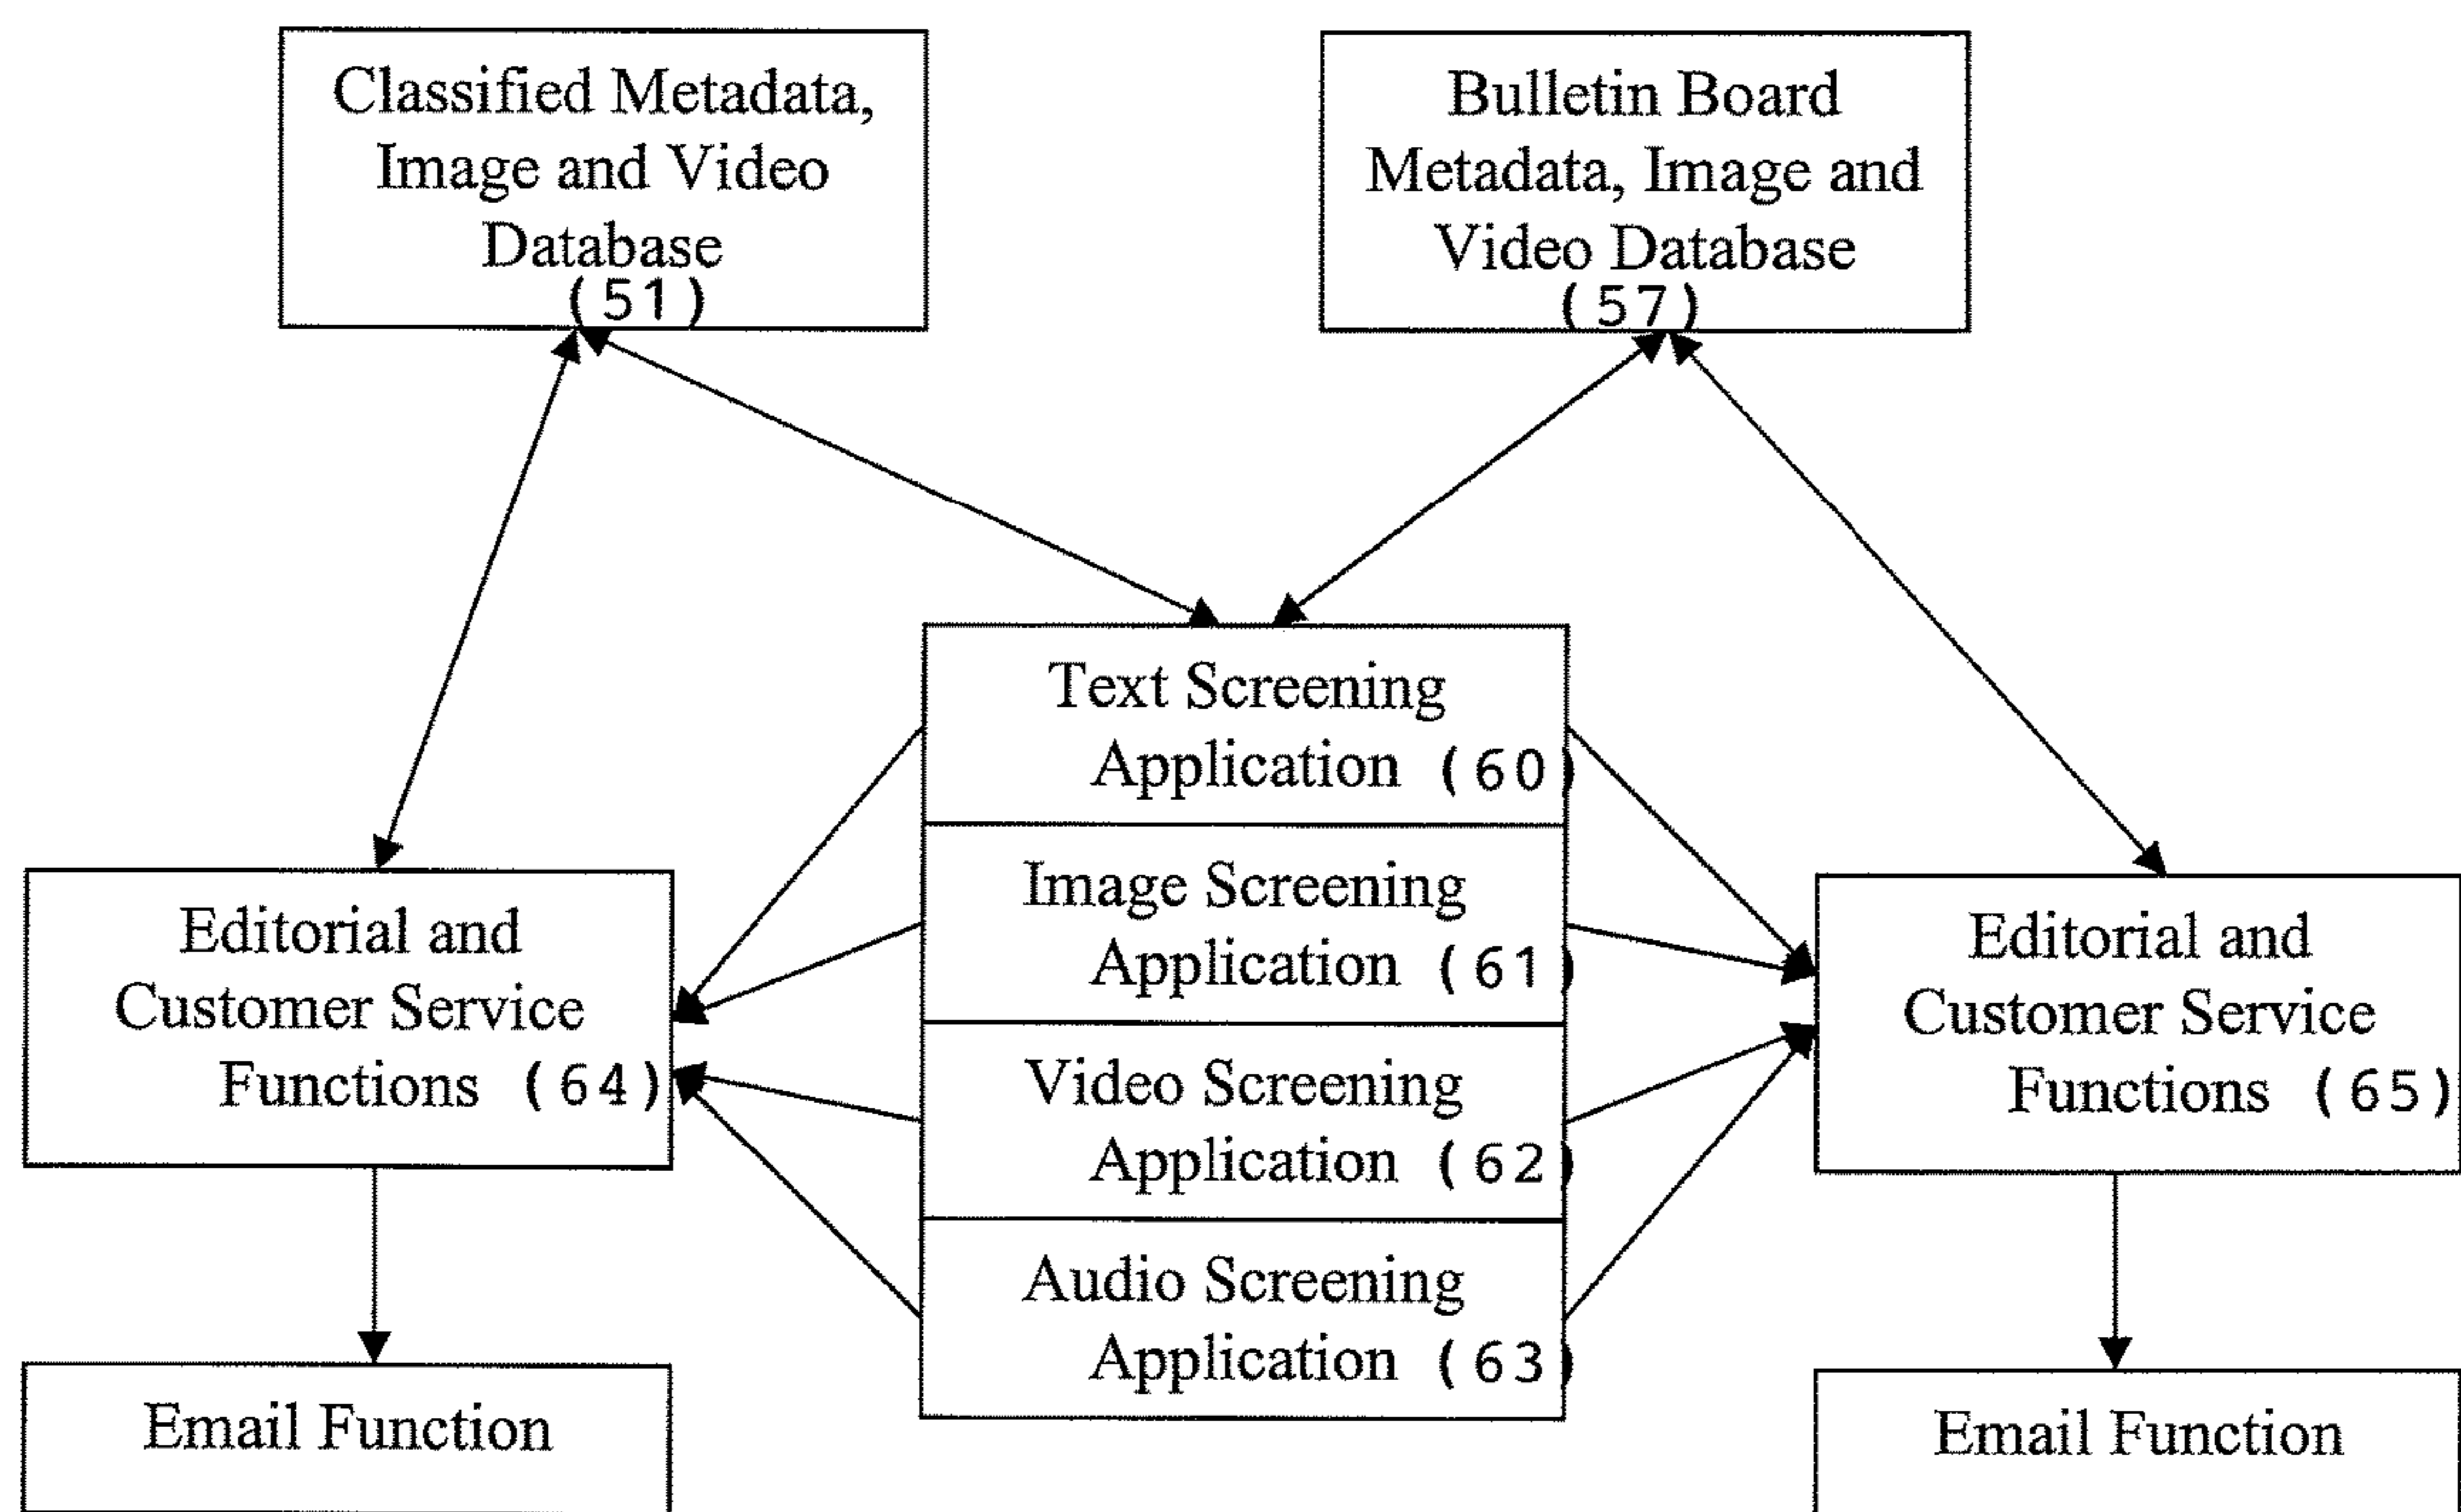 Classified Metadata,
Image and Video
Database
(51)
Bulletin Board
Metadata, Image and
Video Database
(57)
Text Screening
Application (60)
Image Screening
Application (61)
Video Screening
Application (62)
Audio Screening
Application (63)
Editorial and
Customer Service
Functions (64)
Editorial and
Customer Service
Functions (65)
Email Function
Email Function